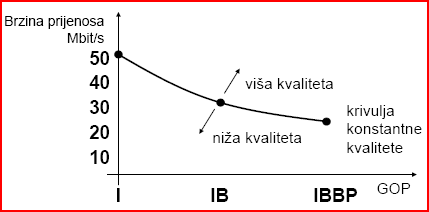 Brzina prijenosa
Mbit/s
50
40
30
20
10
viša kvaliteta
niža kvaliteta
krivulja
konstantne
kvalitete
I
IB
IBBP
GOP